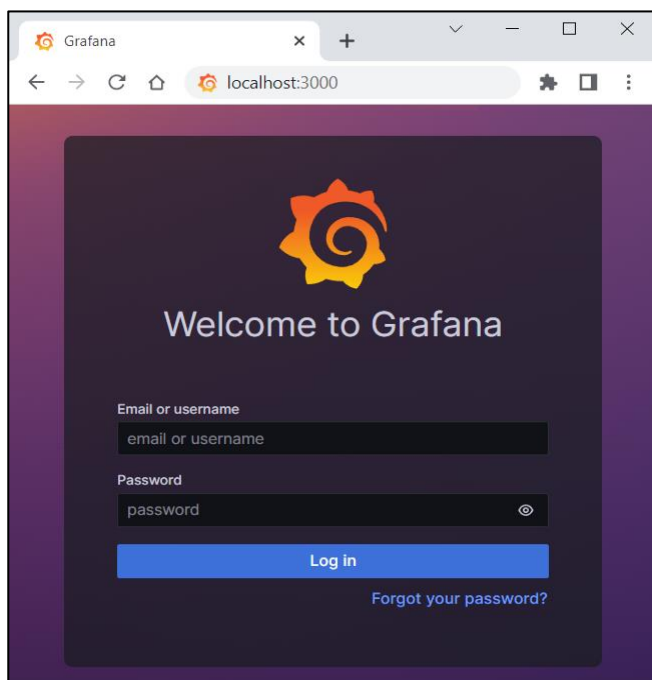 Grafana
localhost:3000
Welcome to Grafana
Email or username
email or username
Password
password
Log in
Forgot your password?